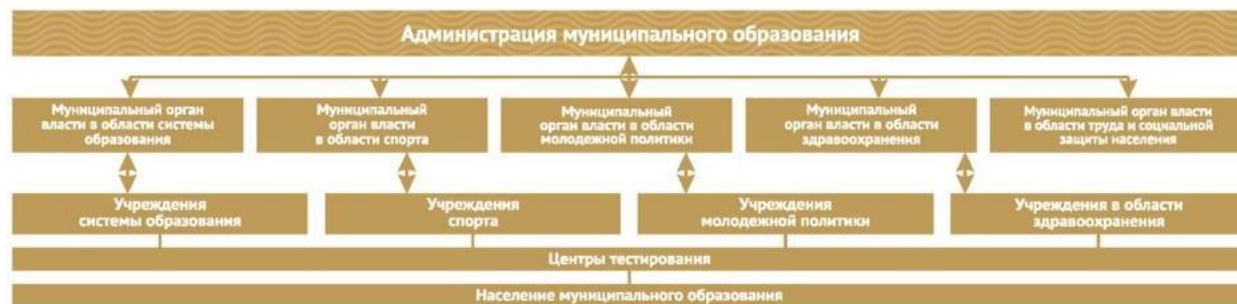 Администрация муниципального образования
Муниципальный орган
власти в области системы
образования
Муниципальный
орган власти
в области спорта
Муниципальный
орган власти в области
молодежной политики
Муниципальный
орган власти в области
здравоохранения
Муниципальный орган власти
в области труда и социальной
защиты населения
Учреждения
системы образования
Учреждения
спорта
Учреждения
молодежной политики
Учреждения в области
здравоохранения
Центры тестирования
Население муниципального образования